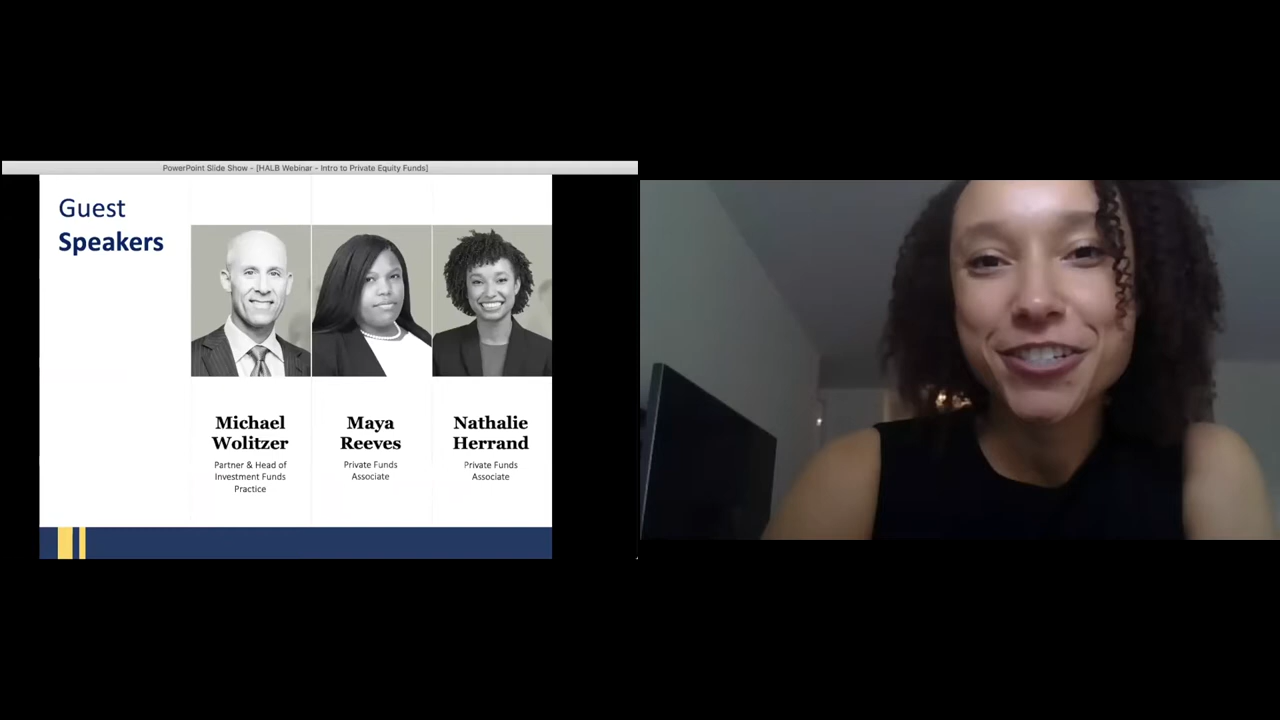 PowerPoint Slide Show - [HALB Webinar - Intro to Private Equity Funds]
Guest
Speakers
Michael
Wolitzer
Partner & Head of
Investment Funds
Practice
Maya
Reeves
Private Funds
Associate
Nathalie
Herrand
Private Funds
Associate